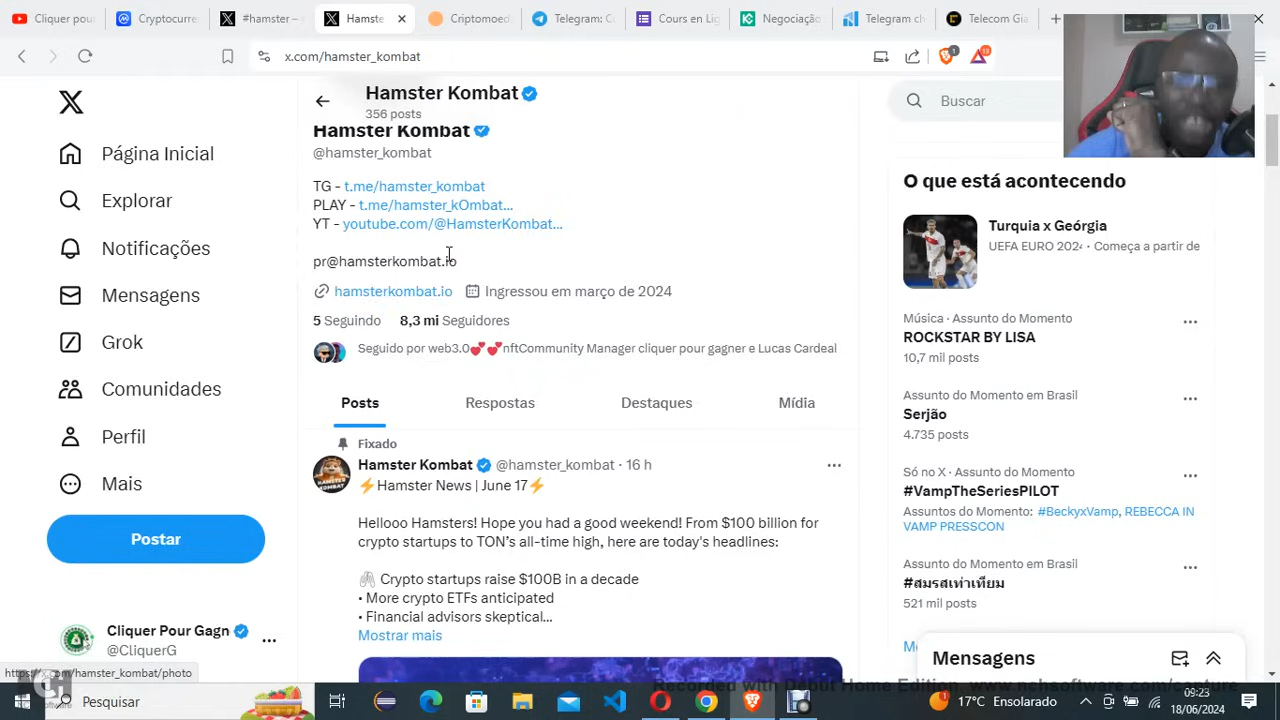 Cliquer pour
Cryptocurre
#hamster –
Hamste
Criptomoed
Telegram: C
Cours en Lig
Negociação
Telegram ch
Telecom Gia
x.com/hamster_kombat
1
13
Hamster Kombat
356 posts
Buscar
Hamster Kombat
@hamster_kombat
TG - t.me/hamster_kombat
PLAY - t.me/hamster_kOmbat...
YT - youtube.com/@HamsterKombat...
pr@hamsterkombat.io
hamsterkombat.io Ingressou em março de 2024
5 Seguindo 8,3 mi Seguidores
Seguido por web3.0💕💕nftCommunity Manager cliquer pour gagner e Lucas Cardeal
Posts Respostas Destaques Mídia
Fixado
Hamster Kombat @hamster_kombat · 16 h
⚡Hamster News | June 17⚡
Hellooo Hamsters! Hope you had a good weekend! From $100 billion for
crypto startups to TON’s all-time high, here are today's headlines:
Crypto startups raise $100B in a decade
• More crypto ETFs anticipated
• Financial advisors skeptical...
Mostrar mais
Página Inicial
Explorar
Notificações
Mensagens
Grok
Comunidades
Perfil
Mais
Postar
Cliquer Pour Gagn
@CliquerG
O que está acontecendo
Turquia x Geórgia
UEFA EURO 2024 · Começa a partir de
Música · Assunto do Momento
ROCKSTAR BY LISA
10,7 mil posts
Assunto do Momento em Brasil
Serjão
4.735 posts
Só no X · Assunto do Momento
#VampTheSeriesPILOT
Assuntos do Momento: #BeckyxVamp, REBECCA IN
VAMP PRESSCON
Assunto do Momento em Brasil
#สมรสเท่าเทียม
521 mil posts
Mensagens
https://x.com/hamster_kombat/photo
Recorded with Debut Home Edition. www.nchsoftware.com/capture
Pesquisar
17°C Ensolarado
09:23
18/06/2024